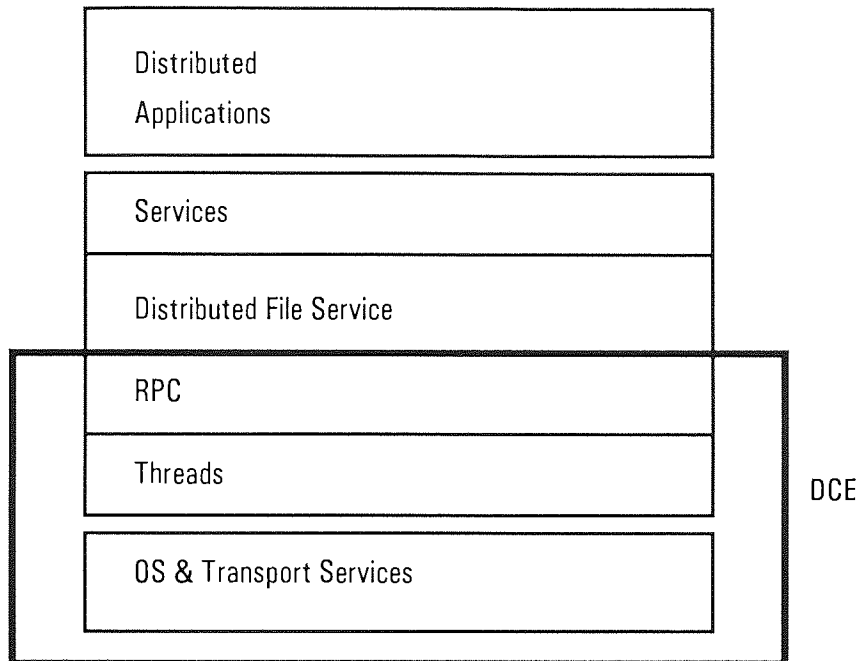 Distributed
Applications
Services
Distributed File Service
RPC
Threads
DCE
OS & Transport Services